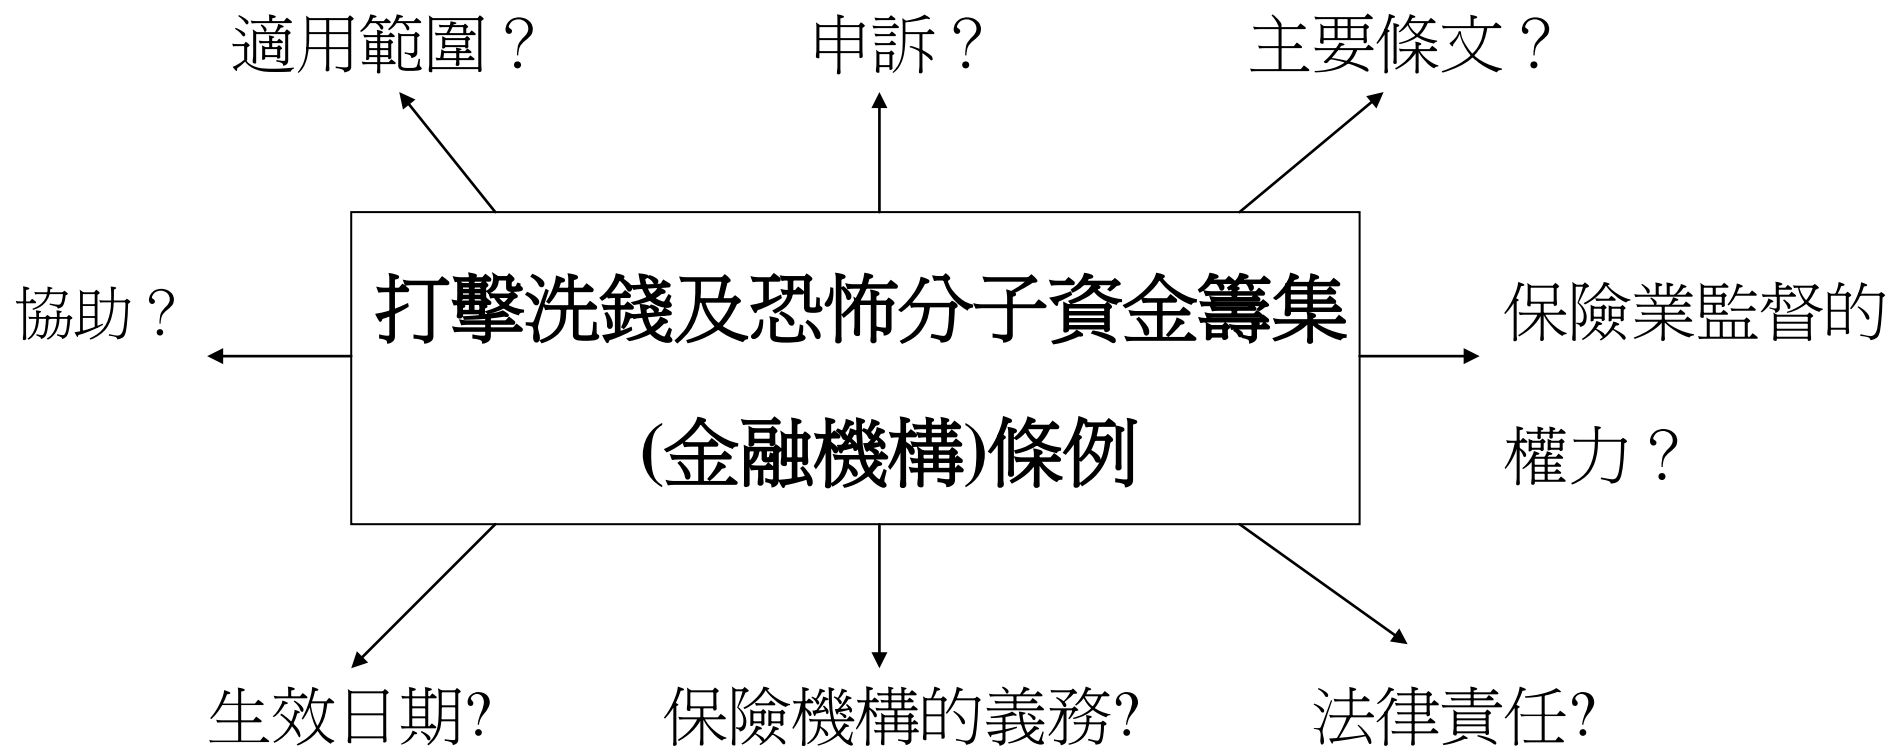 適用範圍？
申訴？
主要條文？
協助？
打擊洗錢及恐怖分子資金籌集
(金融機構)條例
保險業監督的
權力？
生效日期?
保險機構的義務?
法律責任?